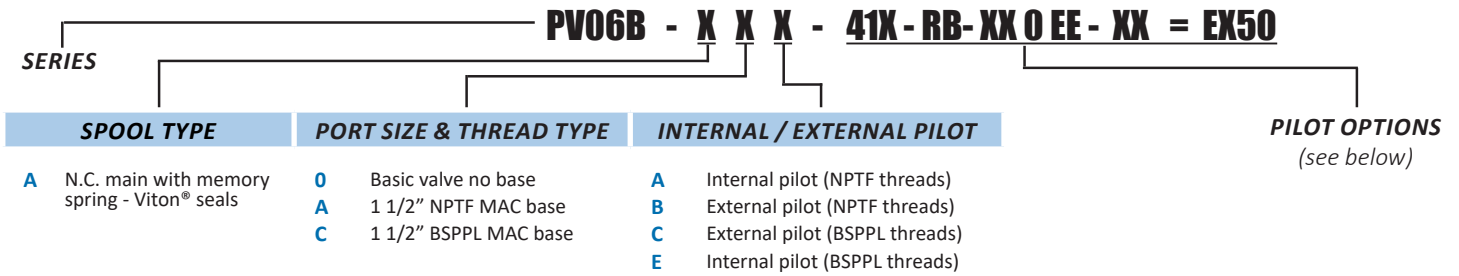 PV06B - X X X - 41X - RB- XX 0 EE - XX = EX50
SERIES
SPOOL TYPE
A N.C. main with memory
spring - Viton® seals
PORT SIZE & THREAD TYPE
0 Basic valve no base
A 1 1/2” NPTF MAC base
C 1 1/2” BSPPL MAC base
INTERNAL / EXTERNAL PILOT
A Internal pilot (NPTF threads)
B External pilot (NPTF threads)
C External pilot (BSPPL threads)
E Internal pilot (BSPPL threads)
PILOT OPTIONS
(see below)